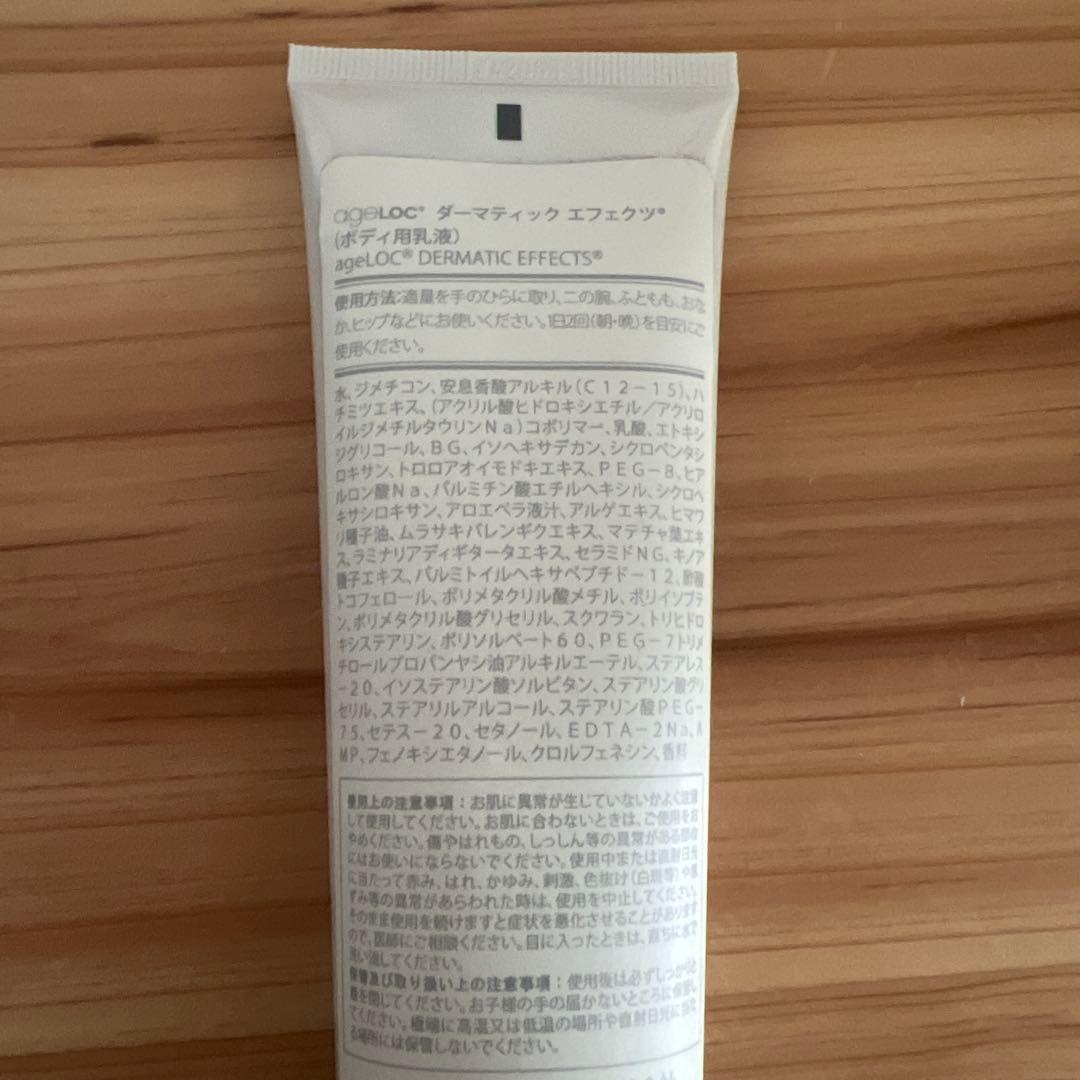 ageLOC® ダーマティック エフェクツ®
(ボディ用乳液)
ageLOC® DERMATIC EFFECTS®
使用方法:適量を手のひらに取り、二の腕、ふともも、おな
か、ヒップなどにお使いください。1日2回(朝・晩)を目安にご
使用ください。
水、ジメチコン、安息香酸アルキル(C12-15)、ハ
チミツエキス、(アクリル酸ヒドロキシエチル/アクリロ
イルジメチルタウリンNa)コポリマー、乳酸、エトキシ
ジグリコール、BG、イソヘキサデカン、シクロペンタシ
ロキサン、トロロアオイモドキエキス、PEG-8、ヒア
ルロン酸Na、パルミチン酸エチルヘキシル、シクロヘ
キサシロキサン、アロエベラ液汁、アルゲエキス、ヒマワ
リ種子油、ムラサキバレンギクエキス、マテチャ葉エキ
ス、ラミナリアディギタータエキス、セラミドNG、キノア
種子エキス、パルミトイルヘキサペプチド-12、酢酸
トコフェロール、ポリメタクリル酸メチル、ポリイソブテ
ン、ポリメタクリル酸グリセリル、スクワラン、トリヒドロ
キシステアリン、ポリソルベート60、PEG-7トリメ
チロールプロパンヤシ油アルキルエーテル、ステアレス
-20、イソステアリン酸ソルビタン、ステアリン酸グリ
セリル、ステアリルアルコール、ステアリン酸PEG-
75、セテス-20、セタノール、EDTA-2Na、A
MP、フェノキシエタノール、クロルフェネシン、香料
使用上の注意事項:お肌に異常が生じていないかよく注意
して使用してください。お肌に合わないときは、ご使用をお
やめください。傷やはれもの、しっしん等の異常がある部位
にはお使いにならないでください。使用中または直射日光
に当たって赤み、はれ、かゆみ、刺激、色抜け(白斑等)や黒
ずみ等の異常があらわれた時は、使用を中止してください。
そのまま使用を続けますと症状を悪化させることがあります
ので、医師にご相談ください。目に入ったときは、直ちに水で
洗い流してください。
保管及び取り扱い上の注意事項:使用後は必ずしっかりと
蓋を閉じてください。お子様の手の届かないところに保管し
てください。極端に高温又は低温の場所や直射日光に当た
る場所には保管しないでください。